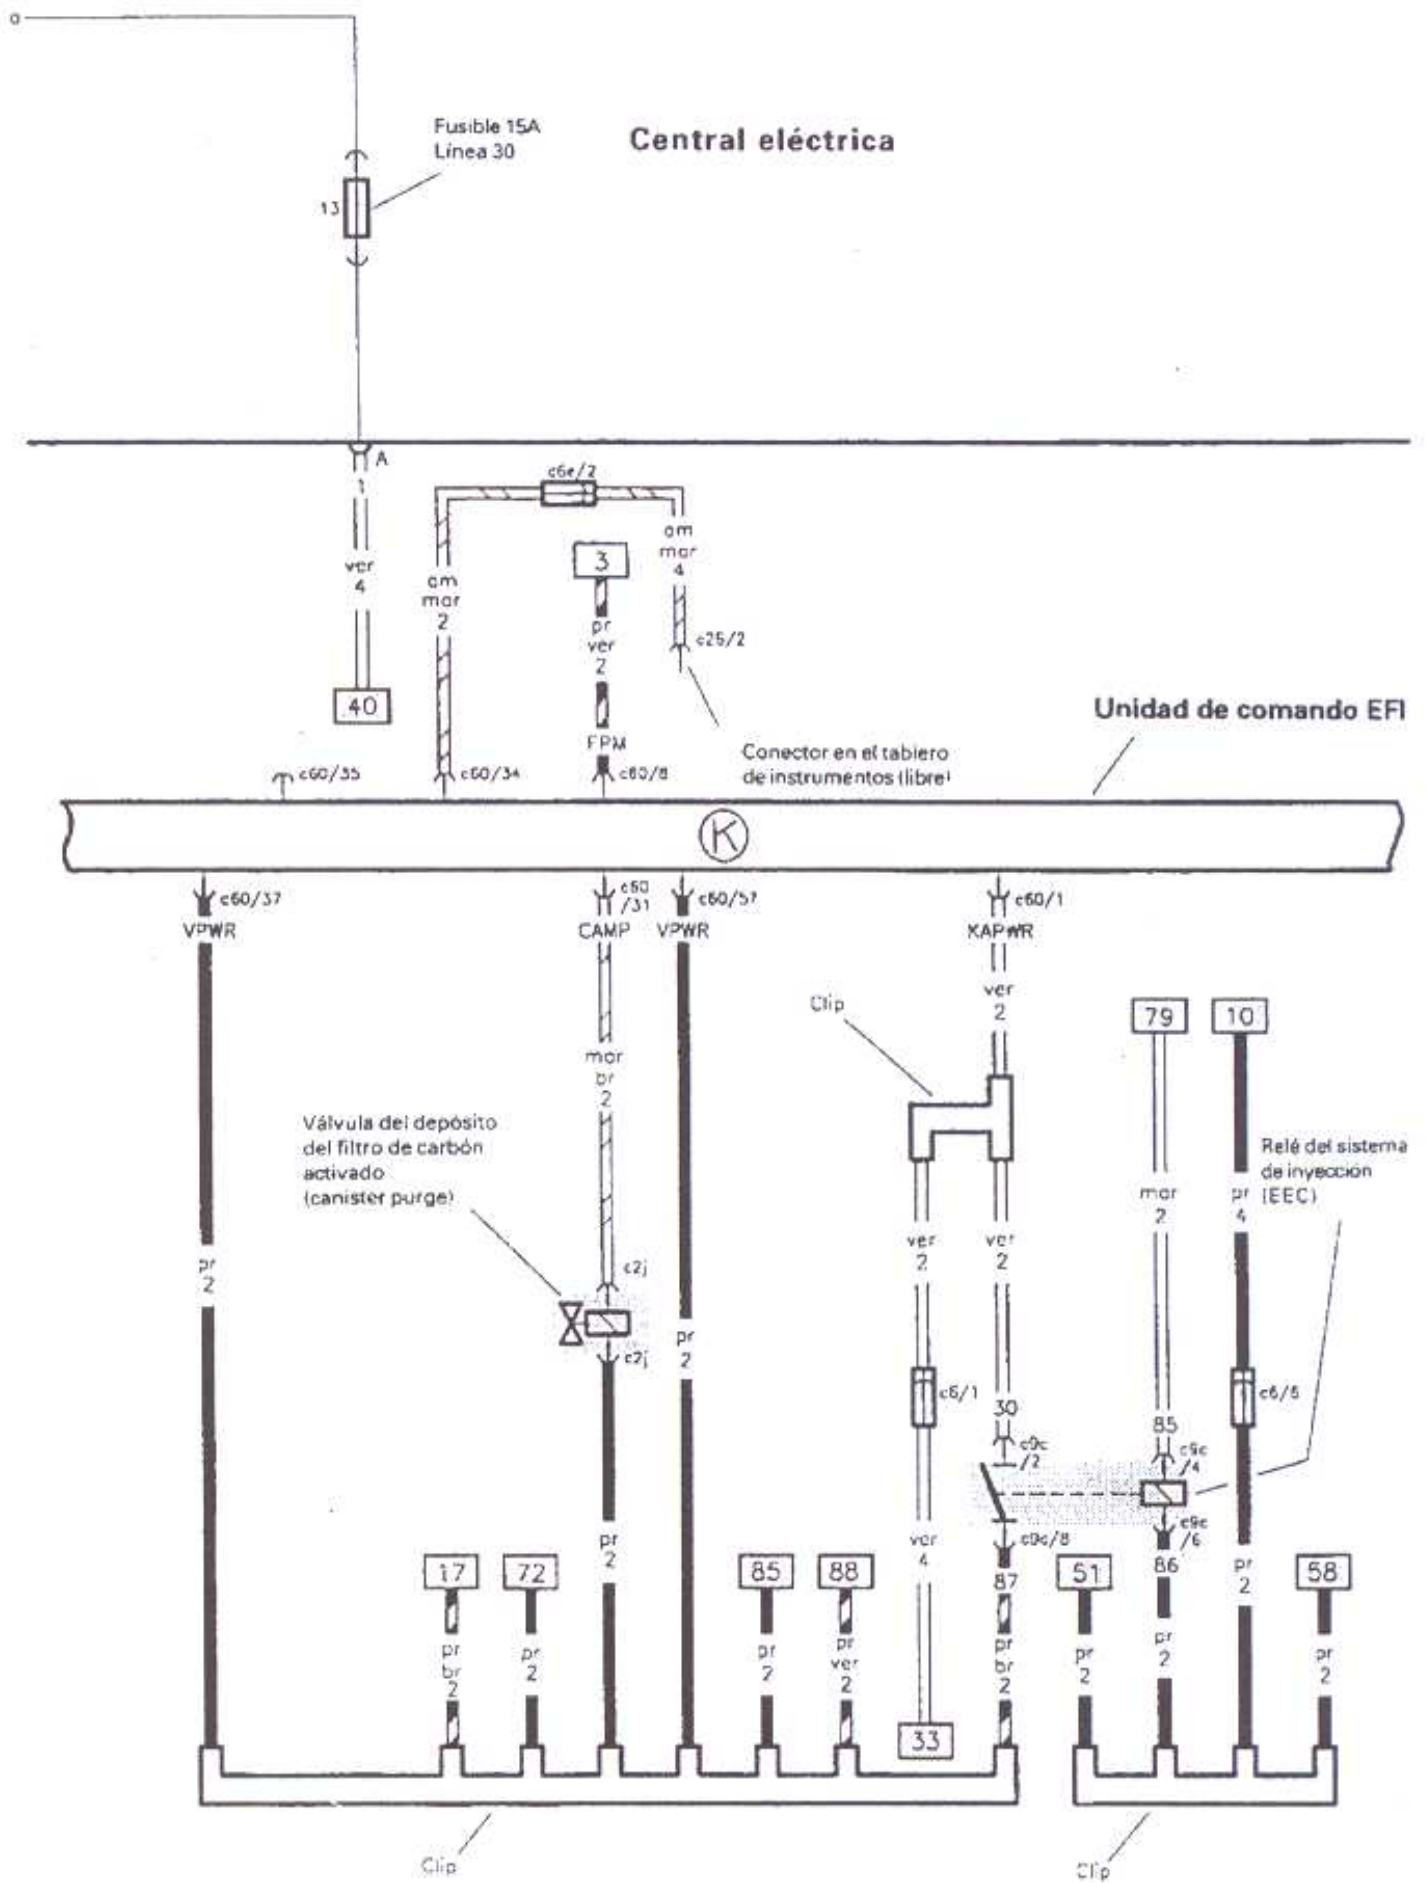 a
Fusible 15A
Línea 30
Central eléctrica
13
A
1
ver
4
40
c6e/2
am
mar
2
3
pr
ver
2
FPM
am
mar
4
c25/2
Unidad de comando EFI
Conector en el tablero
de instrumentos (libre)
c60/35
c60/34
c60/8
K
c60/37
VPWR
c60
/31
CAMP
c60/57
VPWR
c60/1
KAPWR
ver
2
Clip
79
10
mar
br
2
Válvula del depósito
del filtro de carbón
activado
(canister purge)
Relé del sistema
de inyección
(EEC)
mar
2
pr
4
ver
2
ver
2
pr
2
c2j
c2j
pr
2
c6/1
30
c9c
/2
85
c9c
/4
c6/6
pr
2
ver
4
c9c/8
87
c9c
/6
86
17
72
85
88
51
58
pr
br
2
pr
2
pr
2
pr
ver
2
pr
br
2
pr
2
pr
2
pr
2
pr
2
33
Clip
Clip